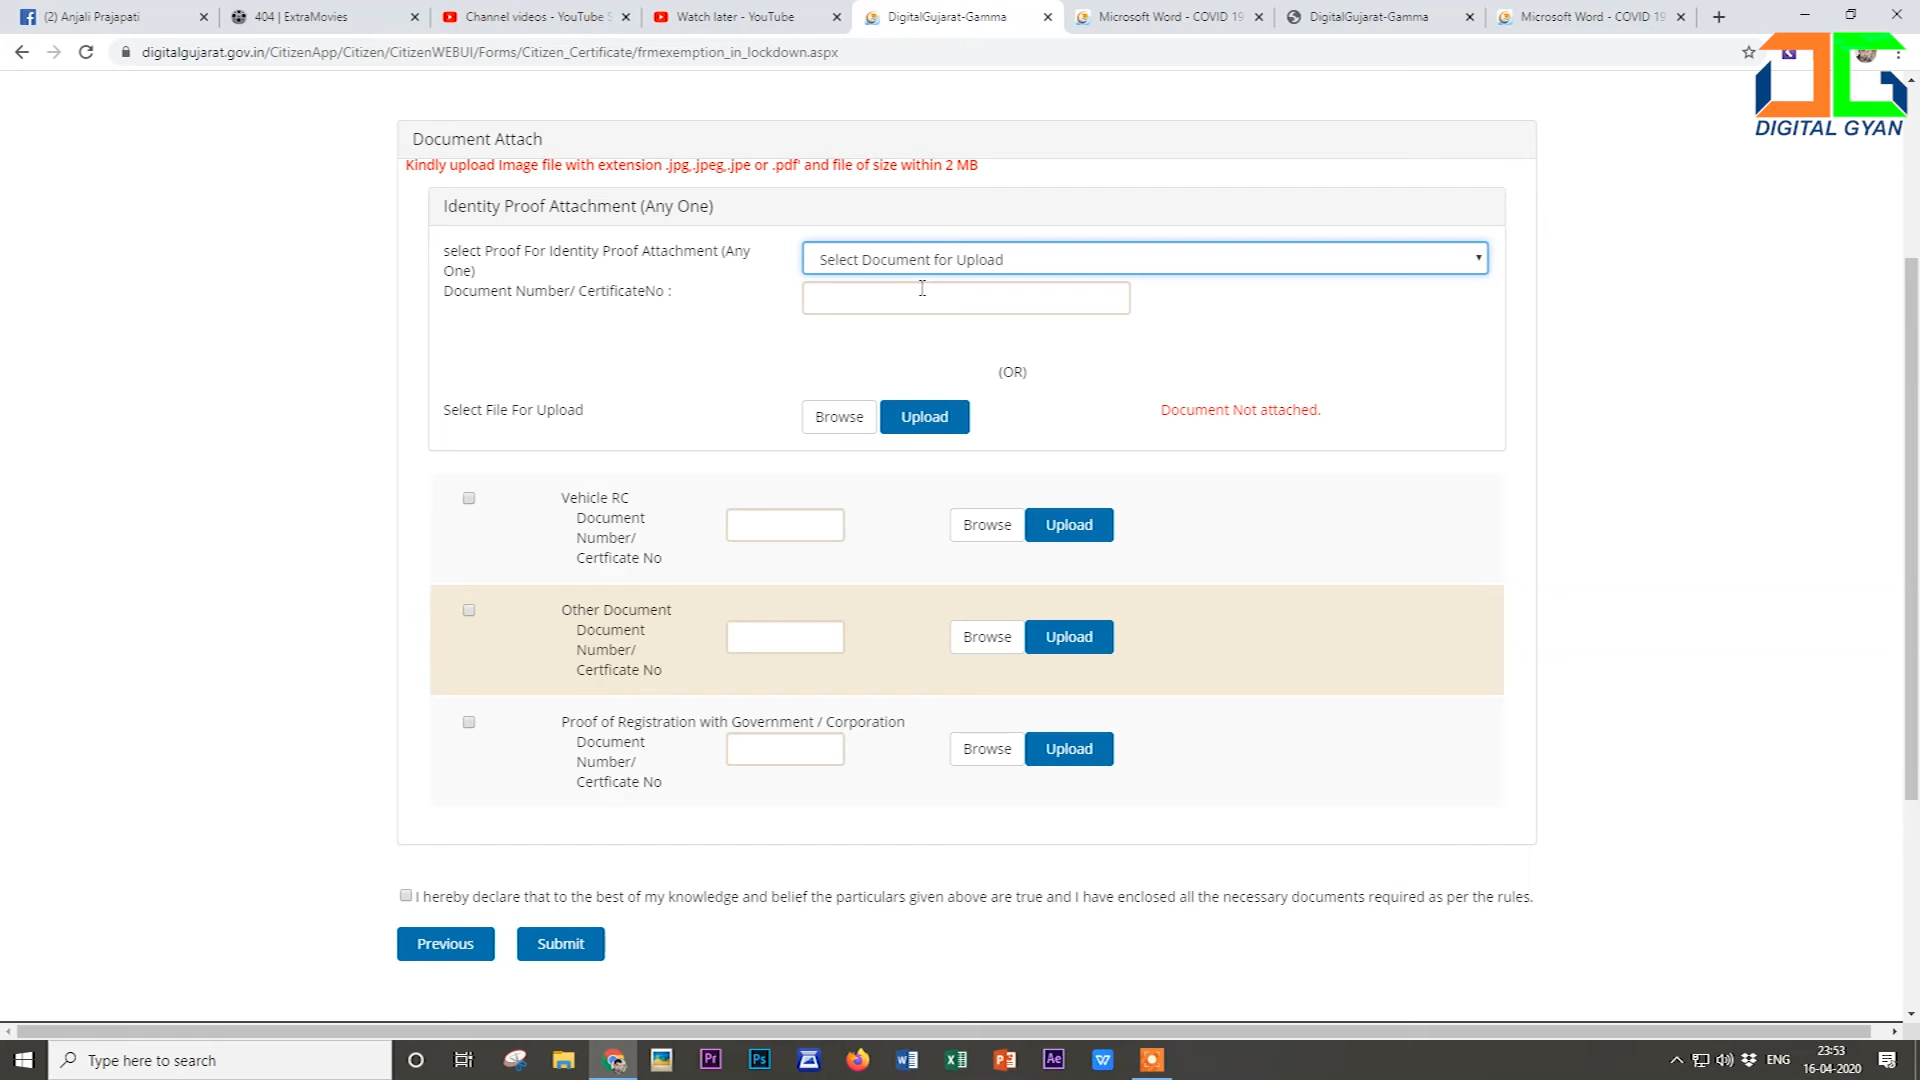 (2) Anjali Prajapati
404 | ExtraMovies
Channel videos - YouTube S
Watch later - YouTube
DigitalGujarat-Gamma
Microsoft Word - COVID 19
DigitalGujarat-Gamma
Microsoft Word - COVID 19
digitalgujarat.gov.in/CitizenApp/Citizen/CitizenWEBUI/Forms/Citizen_Certificate/frmexemption_in_lockdown.aspx
DIGITAL GYAN
Document Attach
Kindly upload Image file with extension .jpg,.jpeg,.jpe or .pdf' and file of size within 2 MB
Identity Proof Attachment (Any One)
select Proof For Identity Proof Attachment (Any
One)
Select Document for Upload
Document Number/ CertificateNo :
(OR)
Select File For Upload
Browse
Upload
Document Not attached.
Vehicle RC
Document
Number/
Certficate No
Browse
Upload
Other Document
Document
Number/
Certficate No
Browse
Upload
Proof of Registration with Government / Corporation
Document
Number/
Certficate No
Browse
Upload
I hereby declare that to the best of my knowledge and belief the particulars given above are true and I have enclosed all the necessary documents required as per the rules.
Previous
Submit
Type here to search
Pr
Ps
Ae
ENG
23:53
16-04-2020